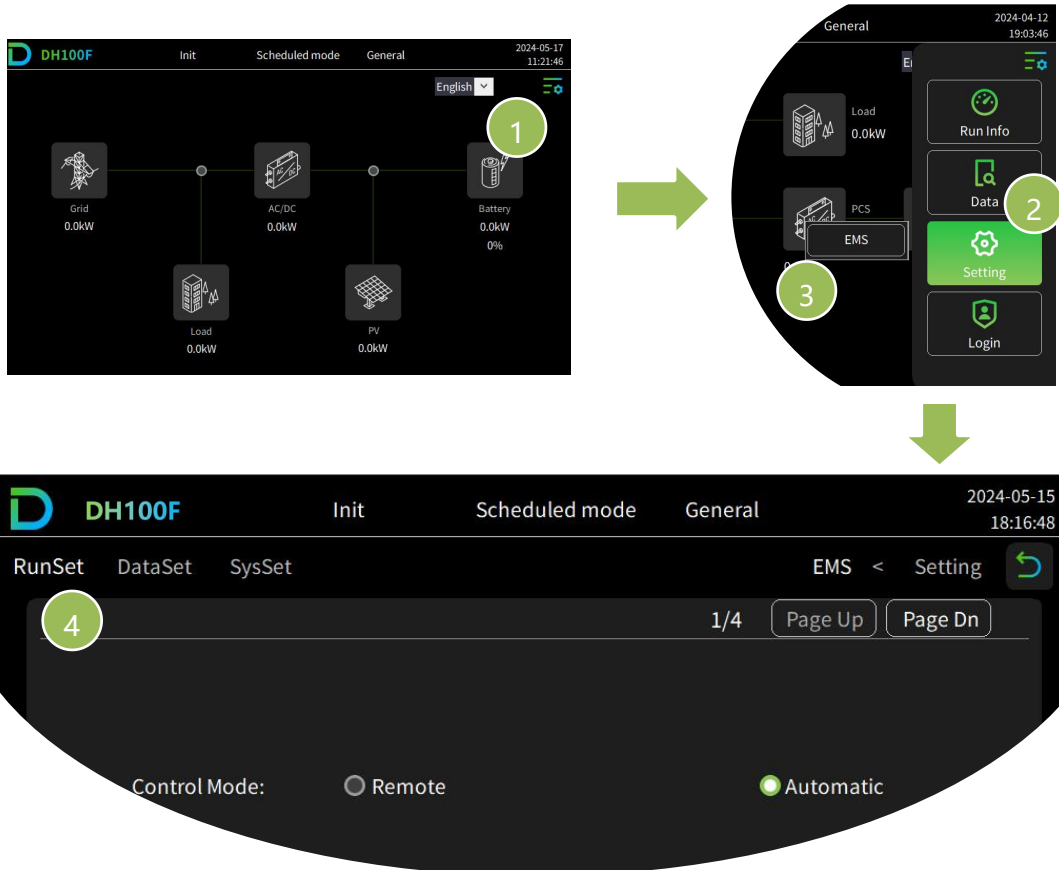 DH100F Init Scheduled mode General 2024-05-17
11:21:46
English
1
Grid
0.0kW
AC/DC
0.0kW
Battery
0.0kW
0%
Load
0.0kW
PV
0.0kW
General 2024-04-12
19:03:46
Load
0.0kW
Run Info
Data
2
PCS
EMS
Setting
3
Login
DH100F Init Scheduled mode General 2024-05-15
18:16:48
RunSet DataSet SysSet EMS < Setting
4
1/4 Page Up Page Dn
Control Mode: Remote Automatic